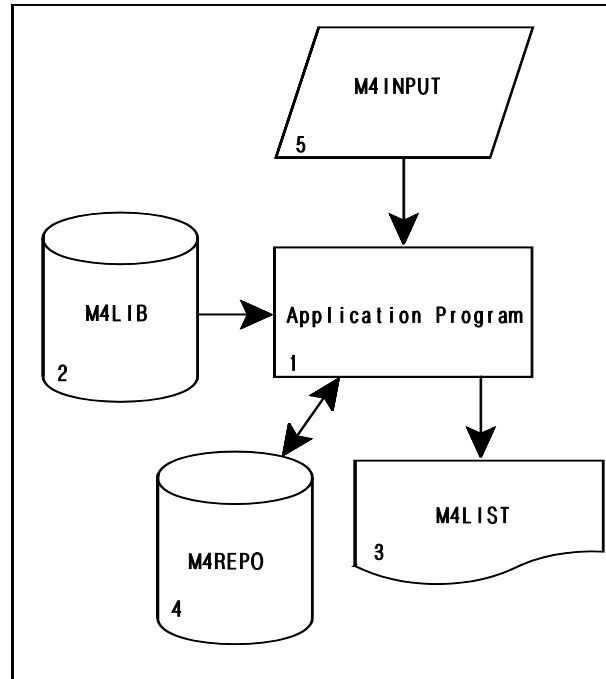 M4INPUT
5
M4LIB
2
Application Program
1
M4REPO
4
M4LIST
3